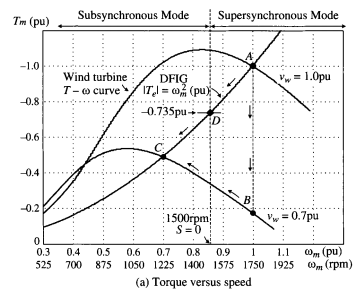 Tm (pu)
Subsynchronous Mode
Supersynchronous Mode
-1.0
-0.8
-0.6
-0.4
-0.2
0
Wind turbine
T – ω curve
DFIG
|Te| = ωm² (pu)
-0.735pu
A
D
C
B
vw = 1.0pu
vw = 0.7pu
1500rpm
S = 0
0.3 0.4 0.5 0.6 0.7 0.8 0.9 1 1.1 ωm (pu)
525 700 875 1050 1225 1400 1575 1750 1925 ωm (rpm)
(a) Torque versus speed